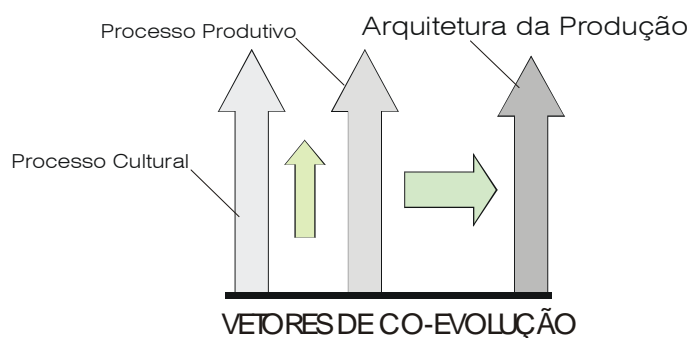 Arquitetura da Produção
Processo Produtivo
Processo Cultural
VETORES DE CO-EVOLUÇÃO